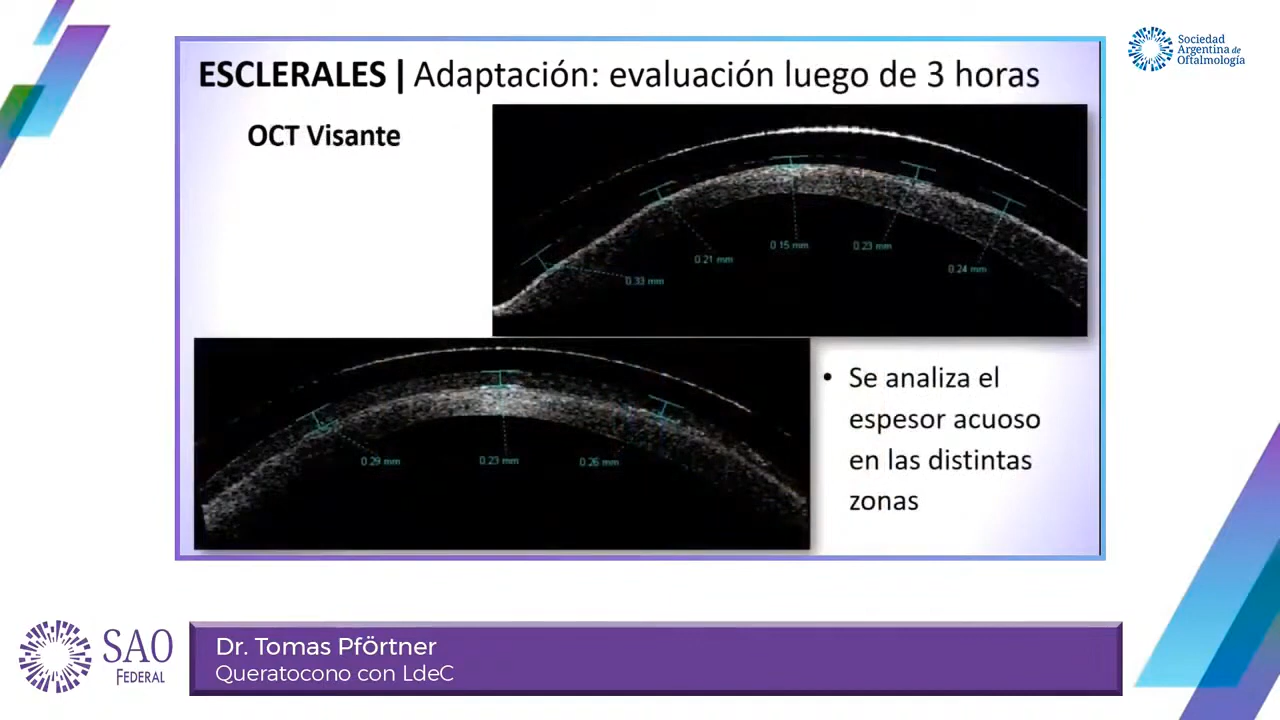 Sociedad
Argentina de
Oftalmología
ESCLERALES | Adaptación: evaluación luego de 3 horas
OCT Visante
0.33 mm
0.21 mm
0.15 mm
0.23 mm
0.24 mm
0.29 mm
0.23 mm
0.26 mm
• Se analiza el
espesor acuoso
en las distintas
zonas
SAO
FEDERAL
Dr. Tomas Pförtner
Queratocono con LdeC